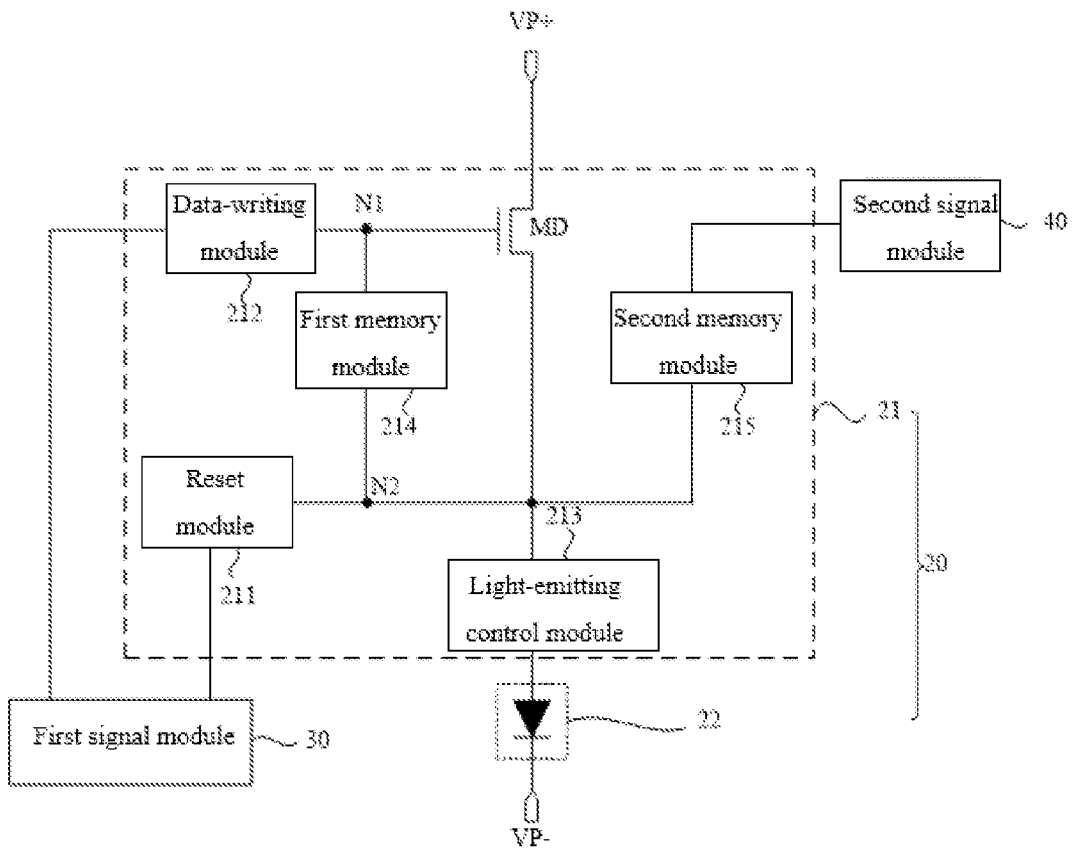 VP+
Data-writing
module
212
N1
MD
Second signal
module
40
First memory
module
214
Second memory
module
215
21
Reset
module
211
N2
213
Light-emitting
control module
20
First signal module
30
22
VP-